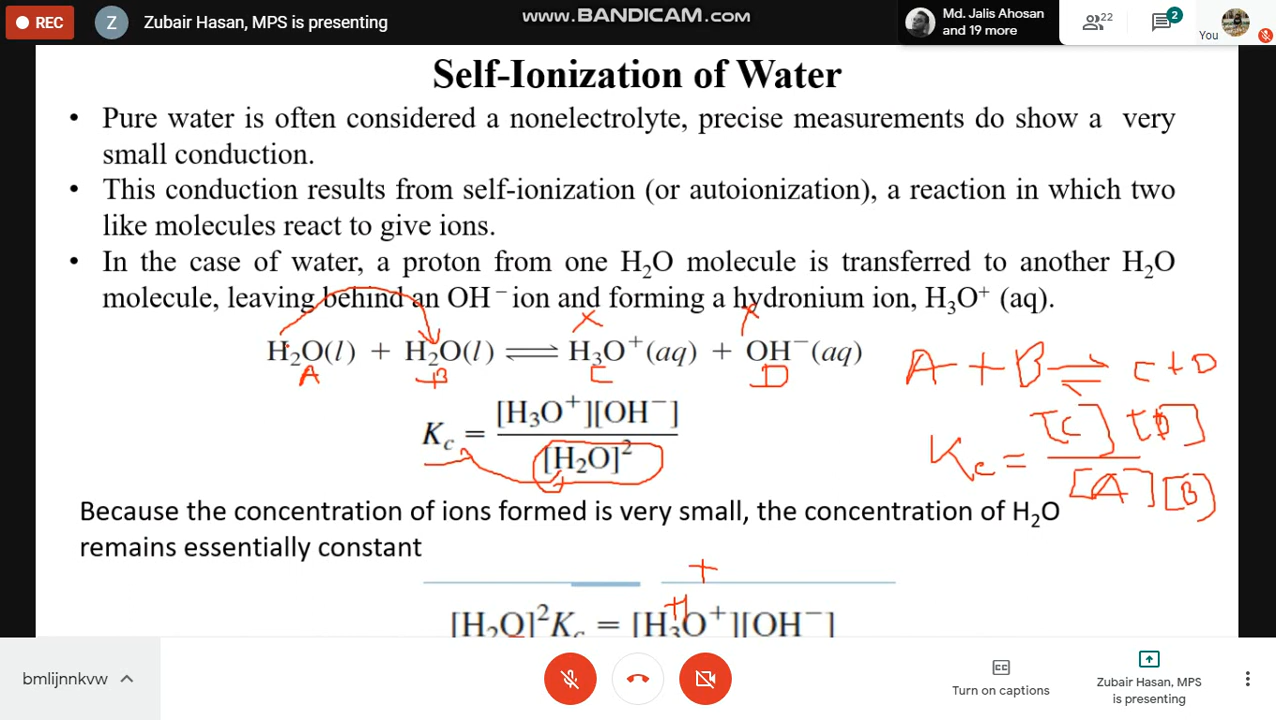 REC
Z
Zubair Hasan, MPS is presenting
www.BANDICAM.com
Md. Jalis Ahosan
and 19 more
22
2
You
Self-Ionization of Water
• Pure water is often considered a nonelectrolyte, precise measurements do show a very
small conduction.
• This conduction results from self-ionization (or autoionization), a reaction in which two
like molecules react to give ions.
• In the case of water, a proton from one H₂O molecule is transferred to another H₂O
molecule, leaving behind an OH⁻ ion and forming a hydronium ion, H₃O⁺ (aq).
H₂O(l) + H₂O(l) ⇌ H₃O⁺(aq) + OH⁻(aq)
A B C D
A + B ⇌ C + D
K꜀ = [H₃O⁺][OH⁻]
[H₂O]²
Kc = [C] [D]
[A] [B]
Because the concentration of ions formed is very small, the concentration of H₂O
remains essentially constant
+
H
[H₂O]²K꜀ = [H₃O⁺][OH⁻]
bmlijnnkvw
Turn on captions
Zubair Hasan, MPS
is presenting